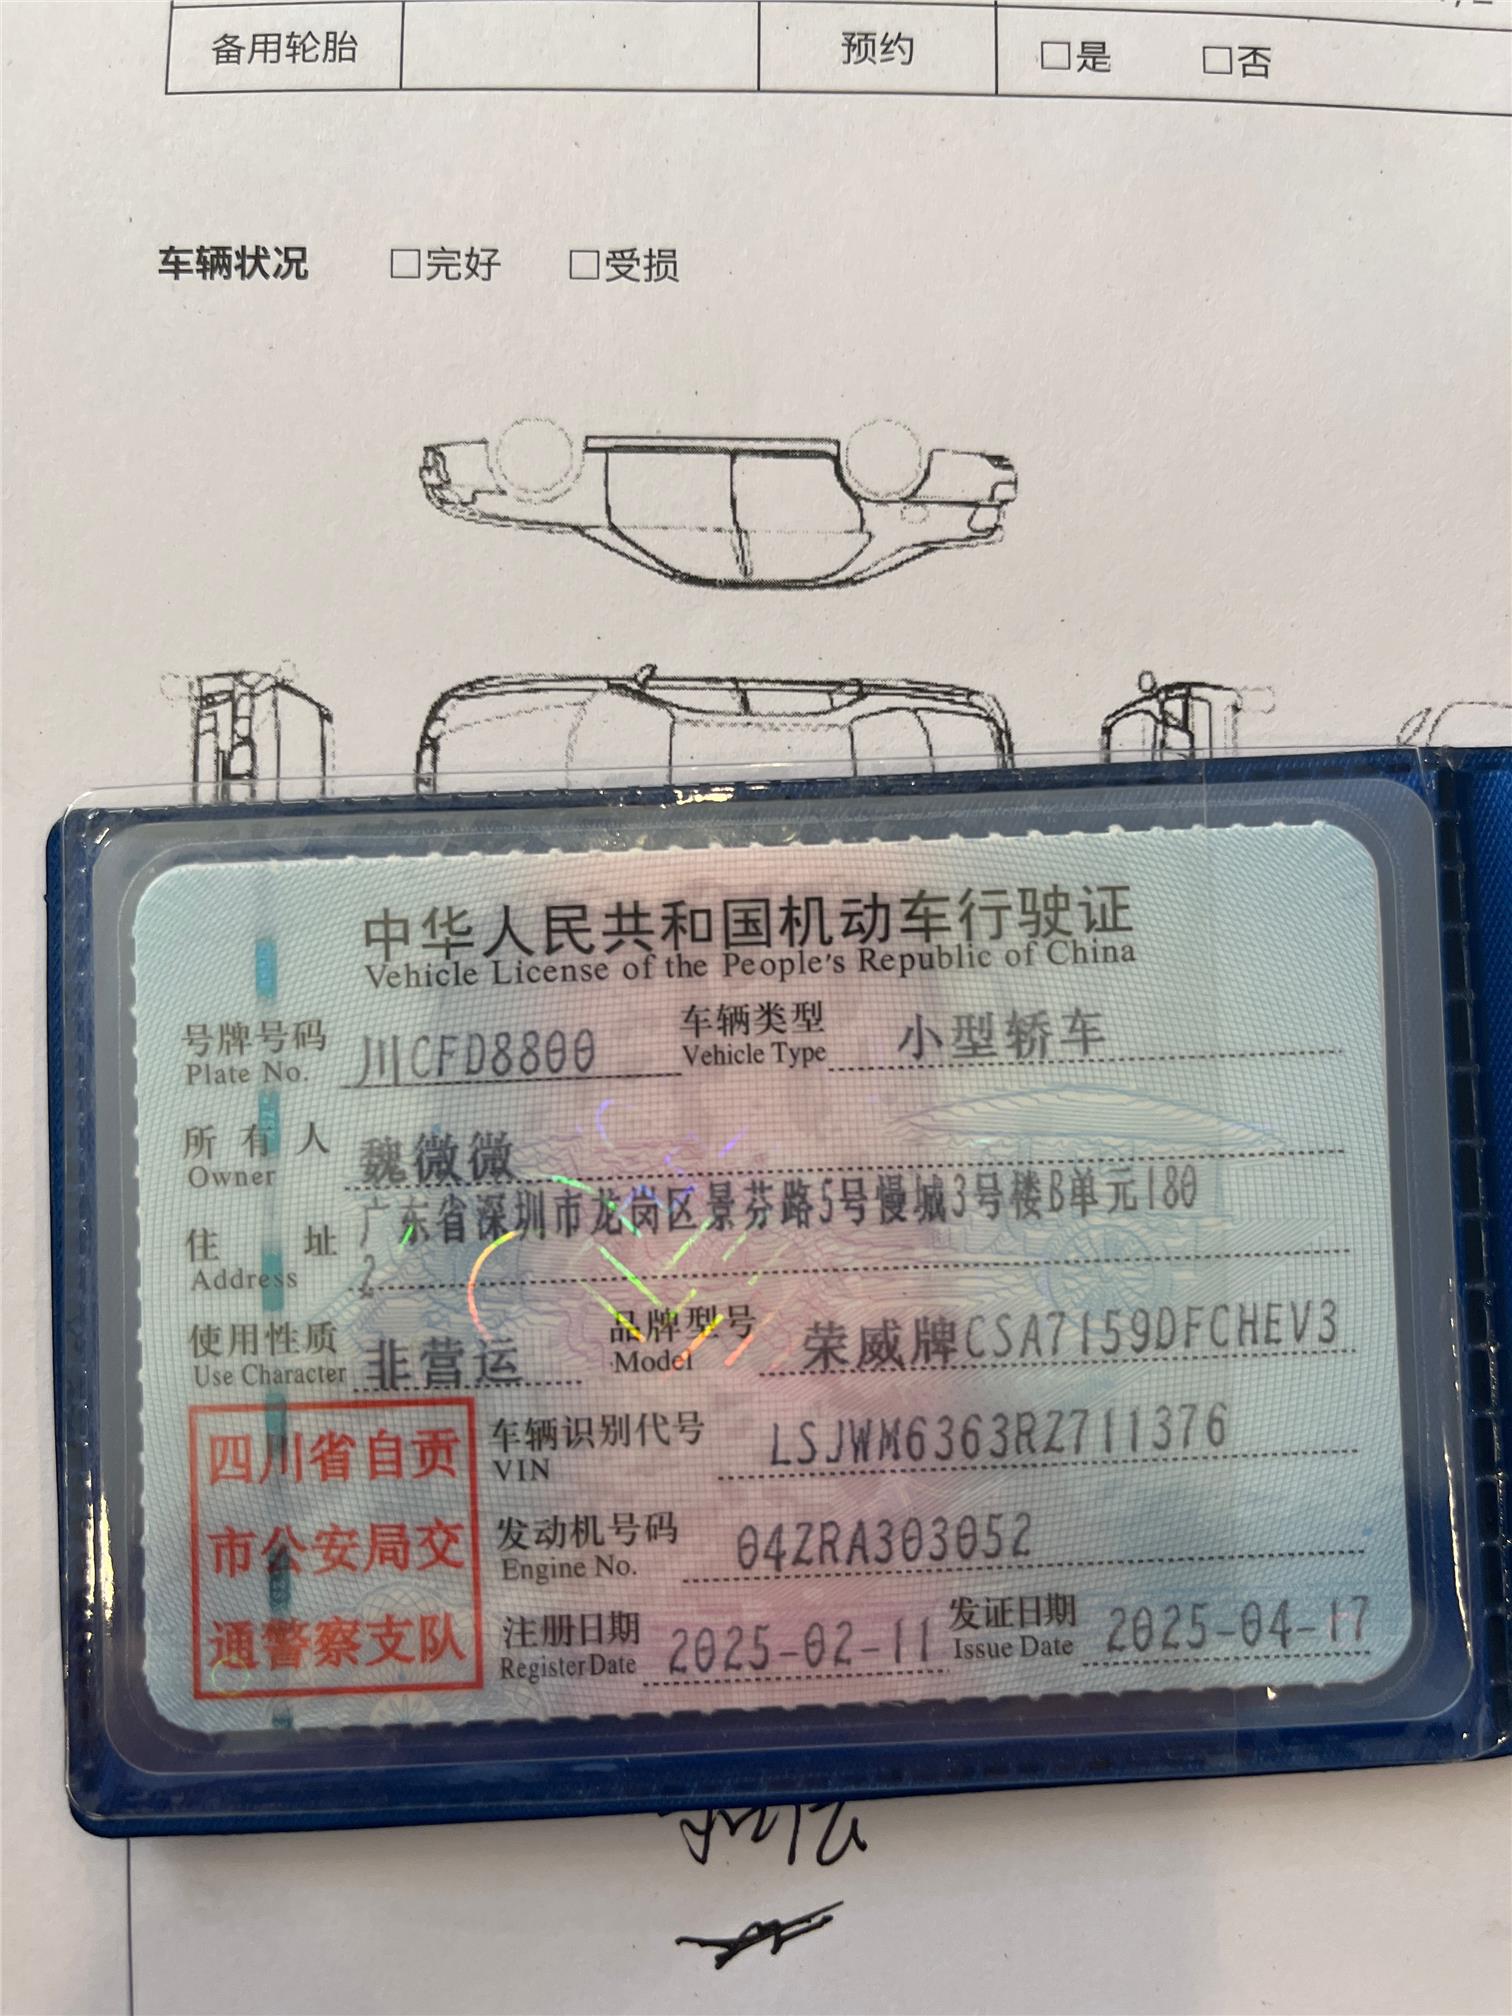 备用轮胎 预约 □是 □否
车辆状况 □完好 □受损
中华人民共和国机动车行驶证
Vehicle License of the People's Republic of China
号牌号码 川CFD8800 车辆类型 小型轿车
Plate No. Vehicle Type
所有人 魏微微
Owner
住址 广东省深圳市龙岗区景芬路5号慢城3号楼B单元180
Address 2
使用性质 非营运 品牌型号 荣威牌CSA7159DFCHEV3
Use Character Model
四川省自贡
市公安局交
通警察支队
车辆识别代号 LSJWM6363RZ711376
VIN
发动机号码 04ZRA303052
Engine No.
注册日期 2025-02-11 发证日期 2025-04-17
Register Date Issue Date